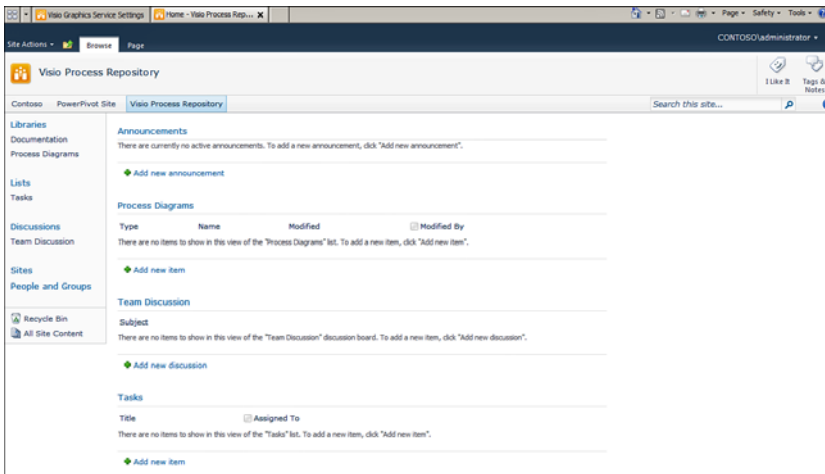 Visio Graphics Service Settings
Home - Visio Process Rep...
Page
Safety
Tools
Site Actions
Browse
Page
CONTOSO\administrator
Visio Process Repository
I Like It
Tags &
Notes
Contoso
PowerPivot Site
Visio Process Repository
Search this site...
Libraries
Documentation
Process Diagrams
Lists
Tasks
Discussions
Team Discussion
Sites
People and Groups
Recycle Bin
All Site Content
Announcements
There are currently no active announcements. To add a new announcement, click "Add new announcement".
Add new announcement
Process Diagrams
Type Name Modified Modified By
There are no items to show in this view of the "Process Diagrams" list. To add a new item, click "Add new item".
Add new item
Team Discussion
Subject
There are no items to show in this view of the "Team Discussion" discussion board. To add a new item, click "Add new discussion".
Add new discussion
Tasks
Title Assigned To
There are no items to show in this view of the "Tasks" list. To add a new item, click "Add new item".
Add new item